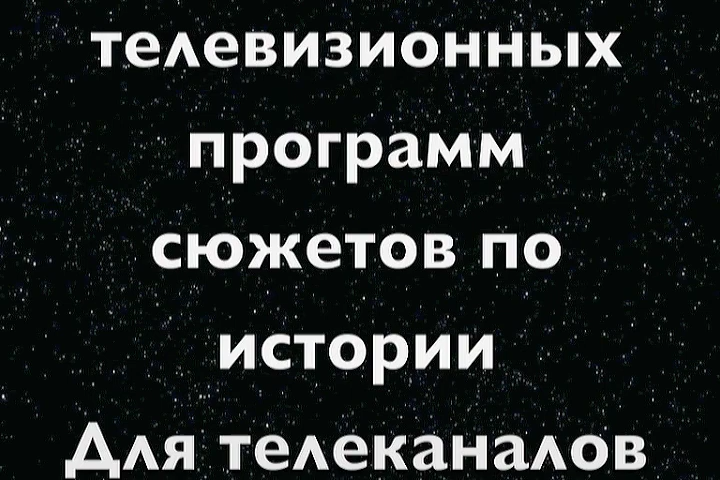 телевизионных
программ
сюжетов по
истории
Для телеканалов